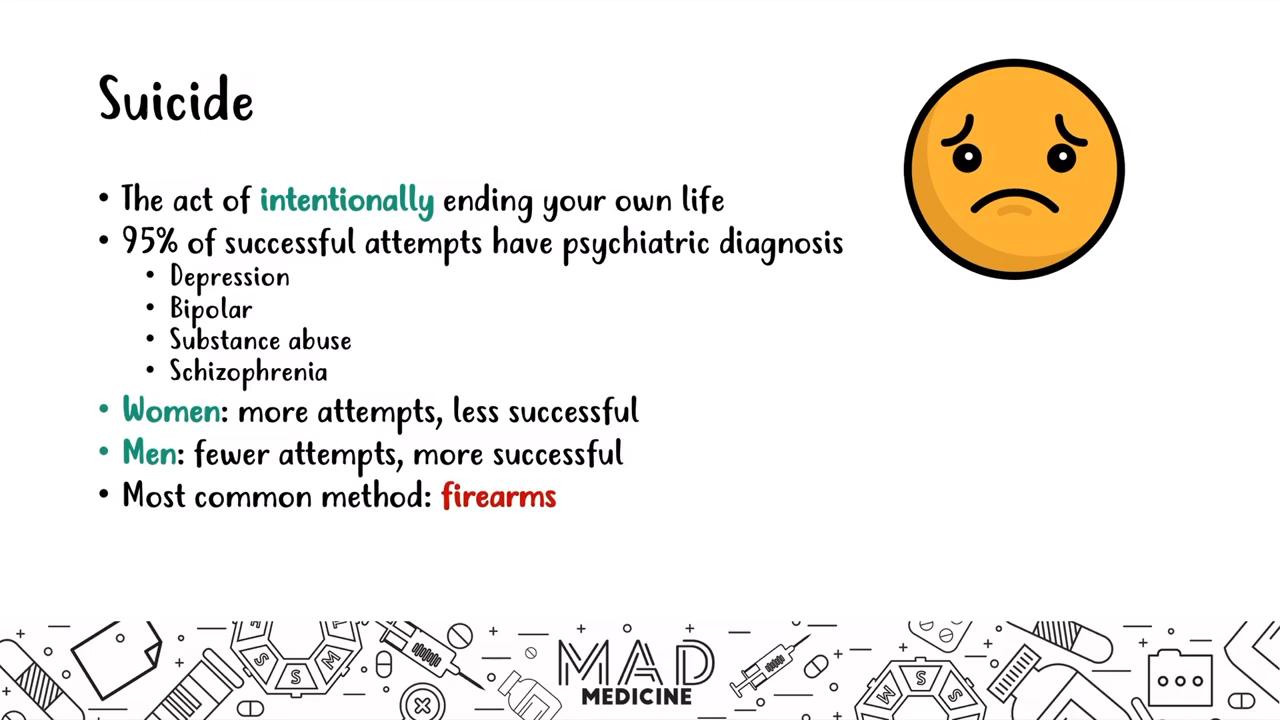 Suicide
• The act of intentionally ending your own life
• 95% of successful attempts have psychiatric diagnosis
• Depression
• Bipolar
• Substance abuse
• Schizophrenia
• Women: more attempts, less successful
• Men: fewer attempts, more successful
• Most common method: firearms
S S M
M S S
MAD
MEDICINE